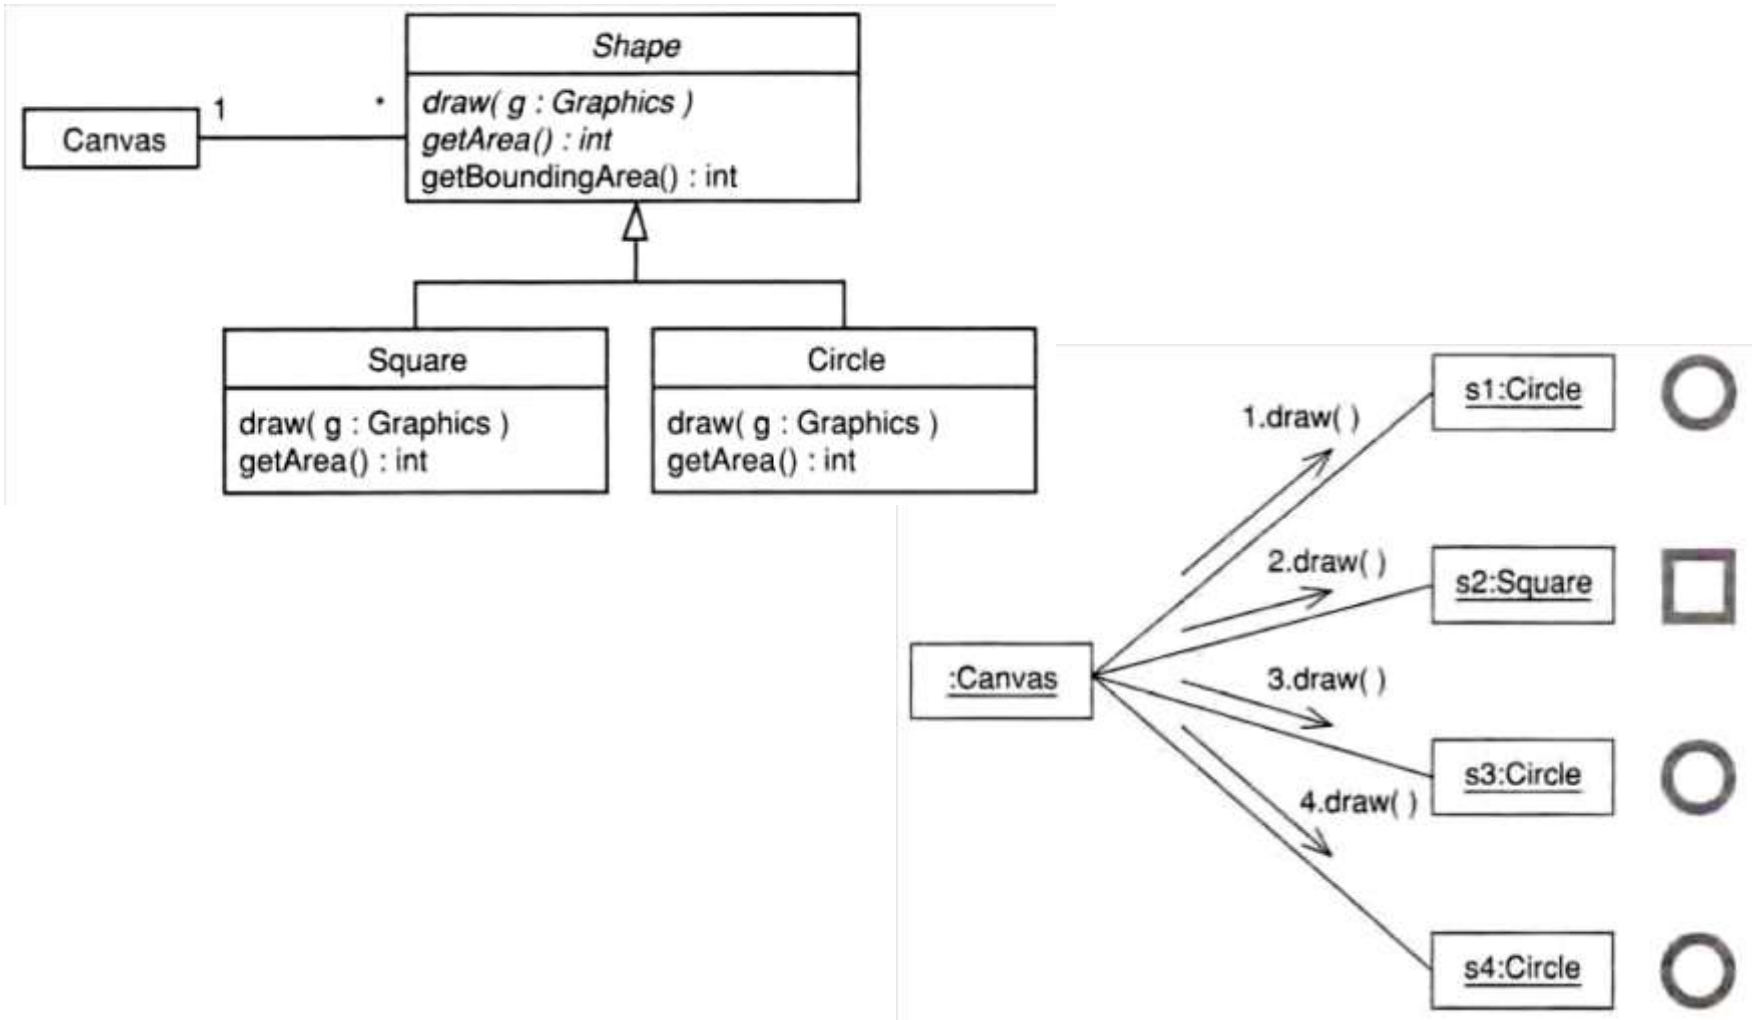 Shape
draw( g : Graphics )
getArea() : int
getBoundingArea() : int
1
*
Canvas
Square
draw( g : Graphics )
getArea() : int
Circle
draw( g : Graphics )
getArea() : int
s1:Circle
1.draw( )
2.draw( )
s2:Square
:Canvas
3.draw( )
s3:Circle
4.draw( )
s4:Circle